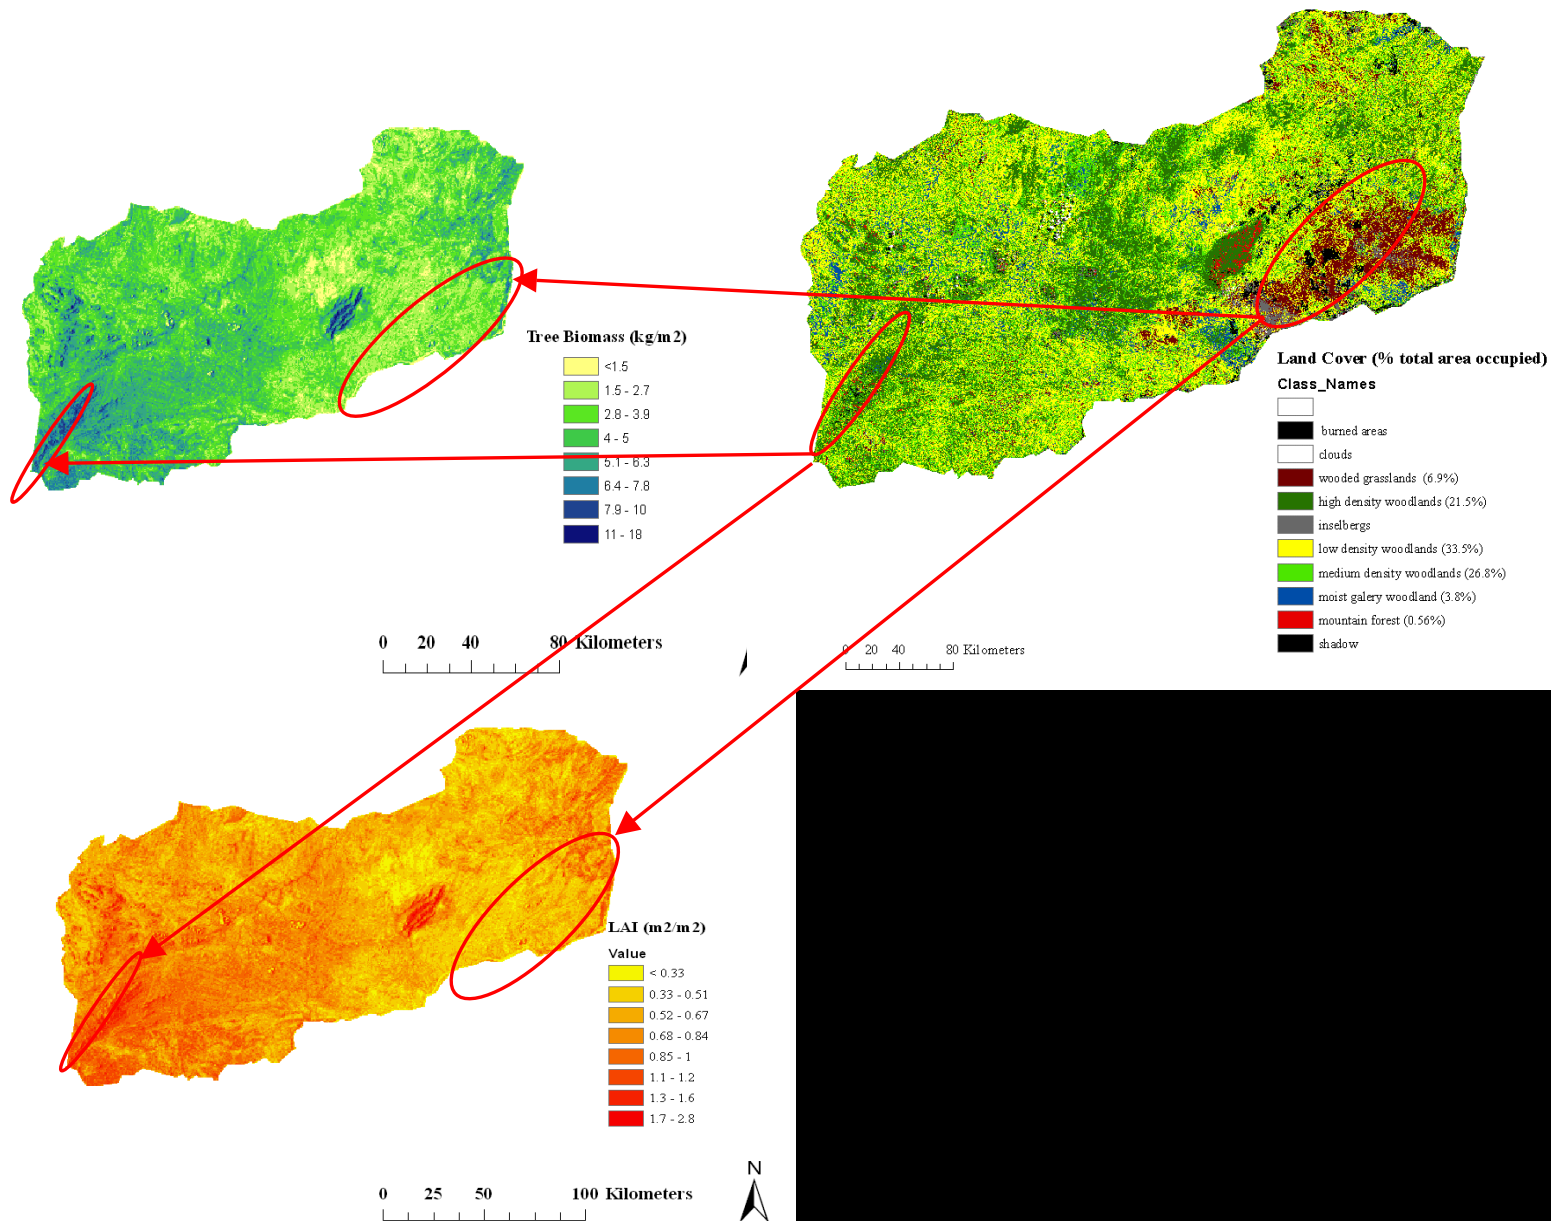 Tree Biomass (kg/m2)
<1.5
1.5 - 2.7
2.8 - 3.9
4 - 5
5.1 - 6.3
6.4 - 7.8
7.9 - 10
11 - 18
0 20 40 80 Kilometers
Land Cover (% total area occupied)
Class_Names
burned areas
clouds
wooded grasslands (6.9%)
high density woodlands (21.5%)
inselbergs
low density woodlands (33.5%)
medium density woodlands (26.8%)
moist galery woodland (3.8%)
mountain forest (0.56%)
shadow
0 20 40 80 Kilometers
LAI (m2/m2)
Value
< 0.33
0.33 - 0.51
0.52 - 0.67
0.68 - 0.84
0.85 - 1
1.1 - 1.2
1.3 - 1.6
1.7 - 2.8
0 25 50 100 Kilometers
N